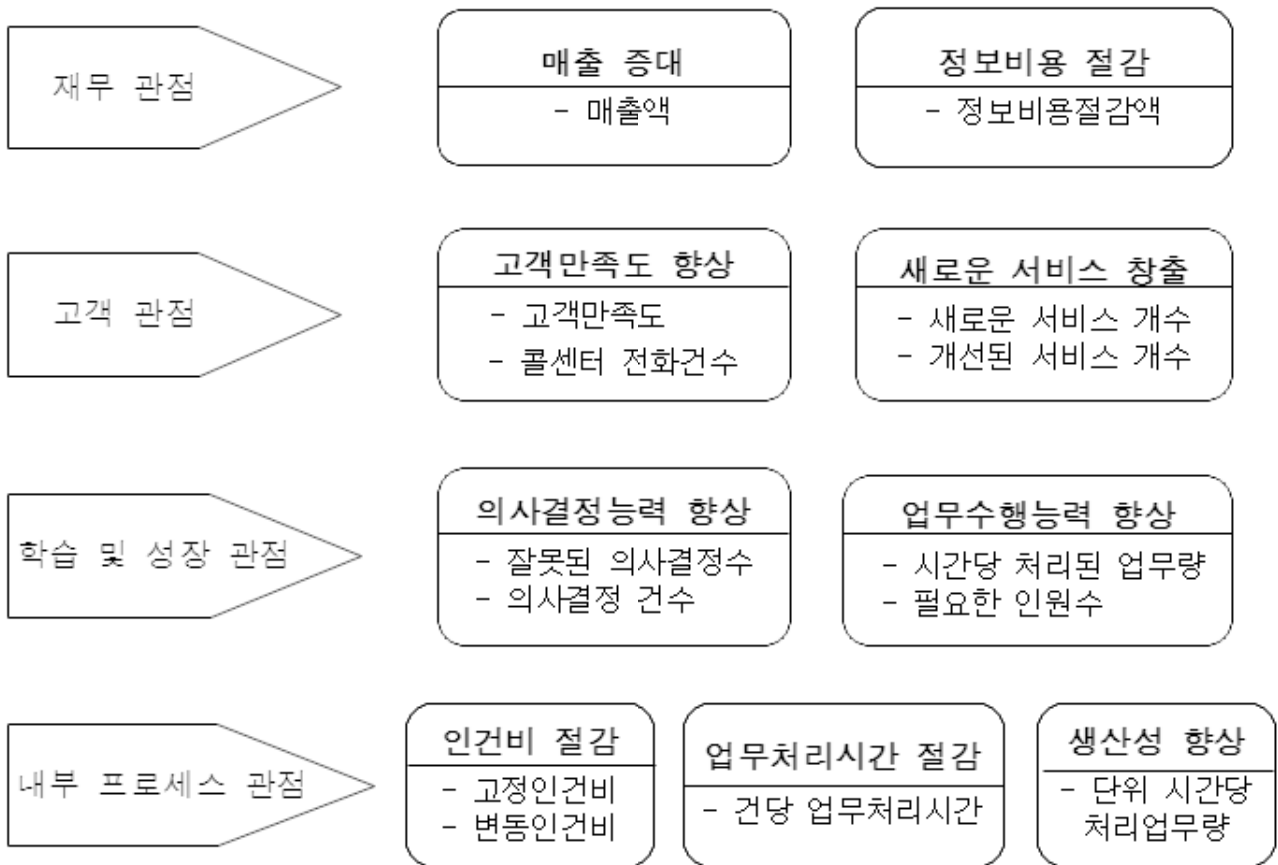 재무 관점
매출 증대
- 매출액
정보비용 절감
- 정보비용절감액
고객 관점
고객만족도 향상
- 고객만족도
- 콜센터 전화건수
새로운 서비스 창출
- 새로운 서비스 개수
- 개선된 서비스 개수
학습 및 성장 관점
의사결정능력 향상
- 잘못된 의사결정수
- 의사결정 건수
업무수행능력 향상
- 시간당 처리된 업무량
- 필요한 인원수
내부 프로세스 관점
인건비 절감
- 고정인건비
- 변동인건비
업무처리시간 절감
- 건당 업무처리시간
생산성 향상
- 단위 시간당
처리업무량